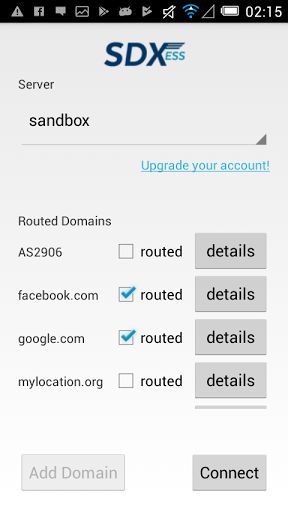 02:15
SDXESS
Server
sandbox
Upgrade your account!
Routed Domains
AS2906 routed details
facebook.com routed details
google.com routed details
mylocation.org routed details
Add Domain Connect